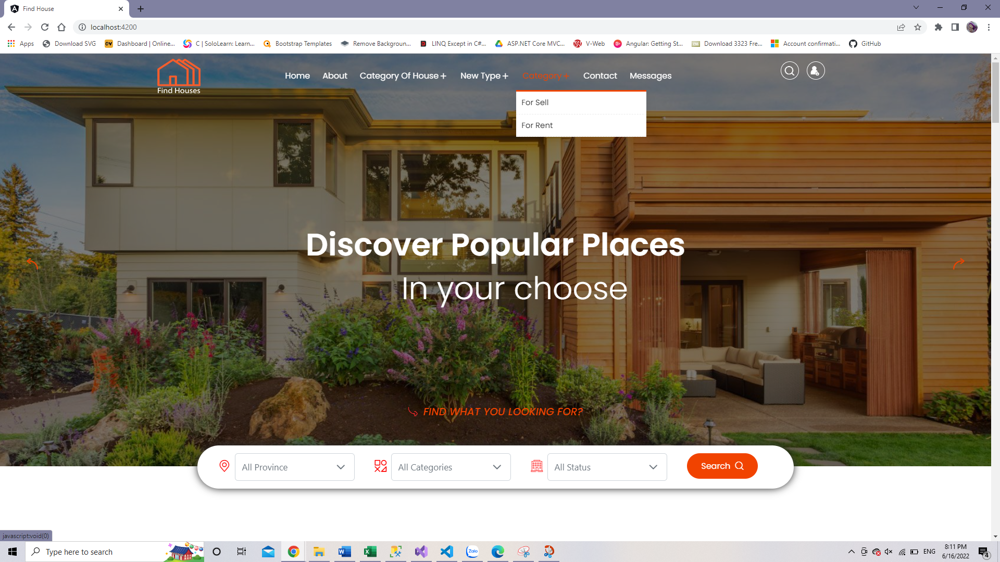 Find House
localhost:4200
Apps
Download SVG
Dashboard | Online...
C | SoloLearn: Learn...
Bootstrap Templates
Remove Backgroun...
LINQ Except in C#...
ASP.NET Core MVC...
V-Web
Angular: Getting St...
Download 3323 Fre...
Account confirmati...
GitHub
Find Houses
Home
About
Category Of House+
New Type+
Category+
Contact
Messages
For Sell
For Rent
Discover Popular Places
In your choose
FIND WHAT YOU LOOKING FOR?
All Province
All Categories
All Status
Search
javascript:void(0)
Type here to search
Zalo
ENG
8:11 PM
6/16/2022
4